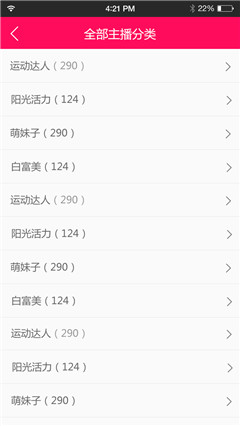 4:21 PM 22%
全部主播分类
运动达人（290）
阳光活力（124）
萌妹子（290）
白富美（124）
运动达人（290）
阳光活力（124）
萌妹子（290）
白富美（124）
运动达人（290）
阳光活力（124）
萌妹子（290）